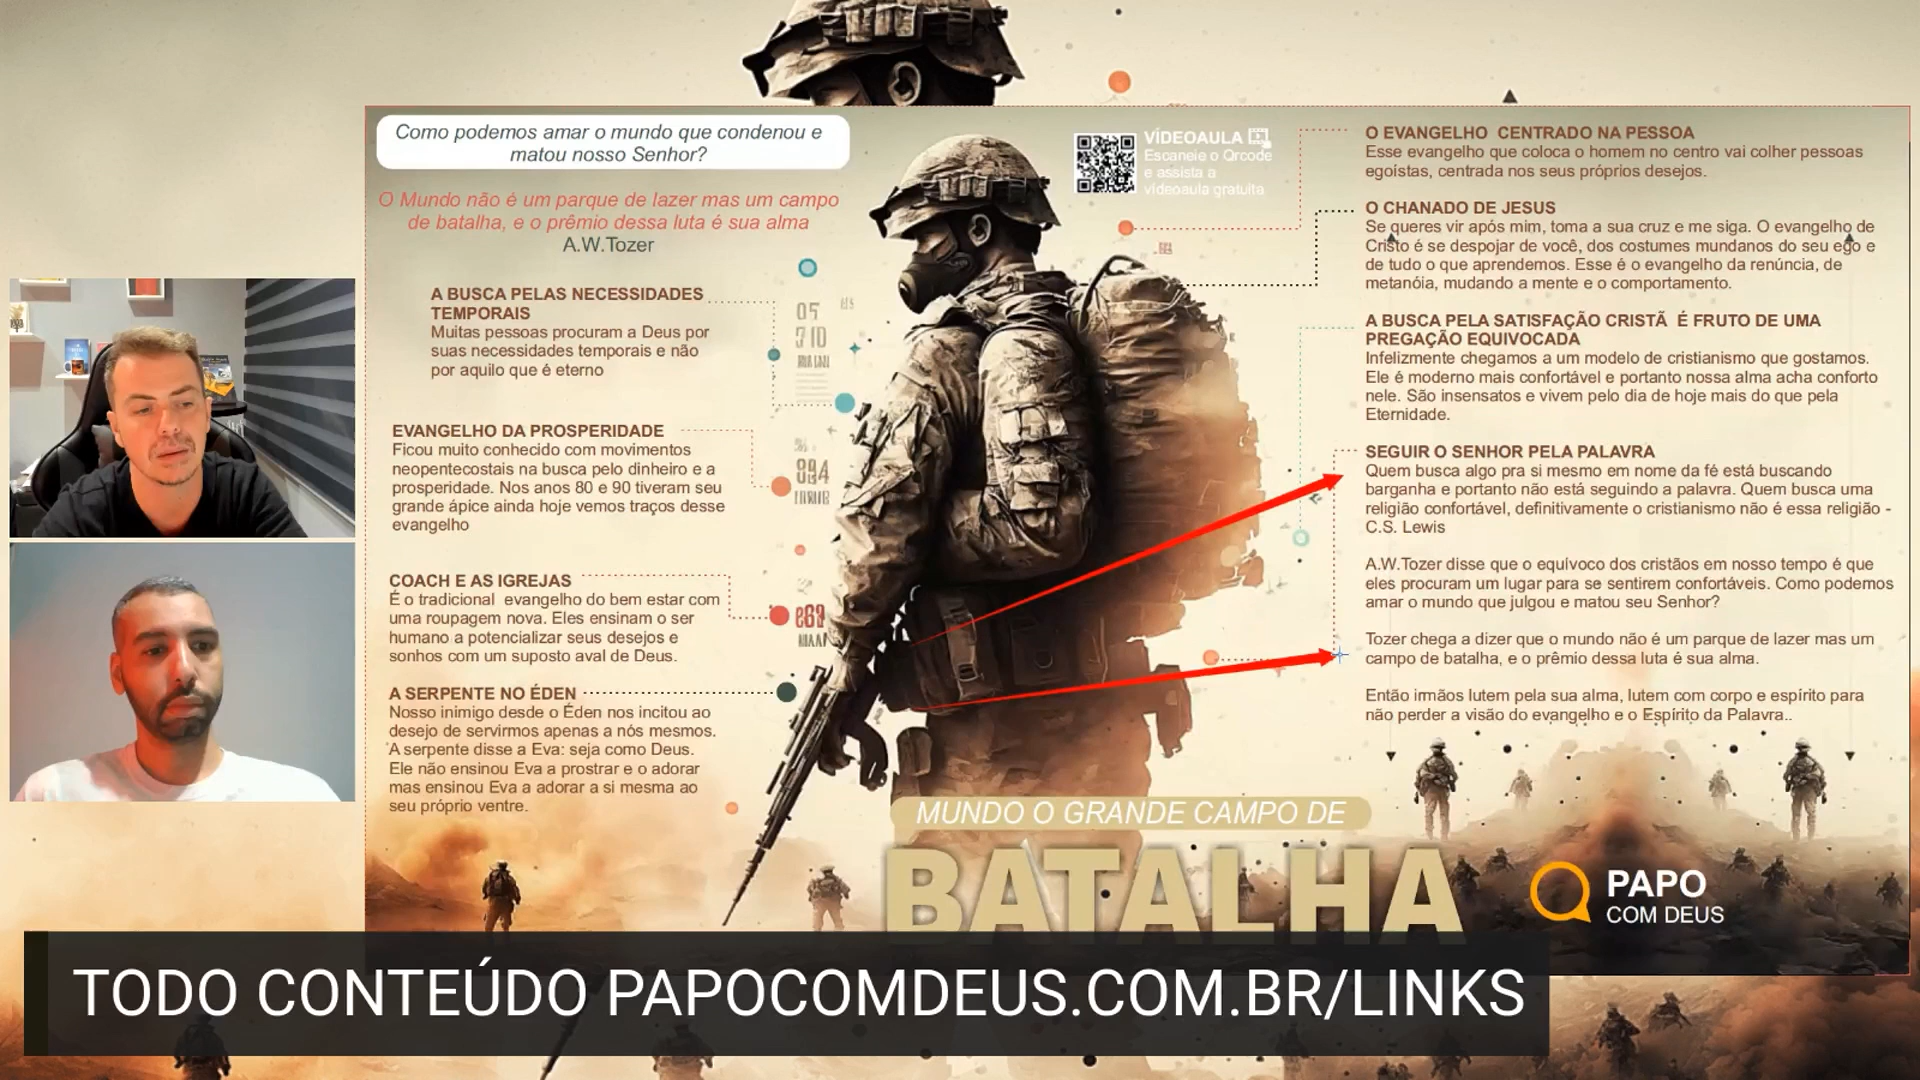 Como podemos amar o mundo que condenou e
matou nosso Senhor?
O Mundo não é um parque de lazer mas um campo
de batalha, e o prêmio dessa luta é sua alma
A.W.Tozer
A BUSCA PELAS NECESSIDADES
TEMPORAIS
Muitas pessoas procuram a Deus por
suas necessidades temporais e não
por aquilo que é eterno
EVANGELHO DA PROSPERIDADE
Ficou muito conhecido com movimentos
neopentecostais na busca pelo dinheiro e a
prosperidade. Nos anos 80 e 90 tiveram seu
grande ápice ainda hoje vemos traços desse
evangelho
COACH E AS IGREJAS
É o tradicional evangelho do bem estar com
uma roupagem nova. Eles ensinam o ser
humano a potencializar seus desejos e
sonhos com um suposto aval de Deus.
A SERPENTE NO ÉDEN
Nosso inimigo desde o Éden nos incitou ao
desejo de servirmos apenas a nós mesmos.
A serpente disse a Eva: seja como Deus.
Ele não ensinou Eva a prostrar e o adorar
mas ensinou Eva a adorar a si mesma ao
seu próprio ventre.
VÍDEOAULA
Escaneie o Qrcode
e assista a
vídeoaula gratuita
O EVANGELHO CENTRADO NA PESSOA
Esse evangelho que coloca o homem no centro vai colher pessoas
egoístas, centrada nos seus próprios desejos.
O CHANADO DE JESUS
Se queres vir após mim, toma a sua cruz e me siga. O evangelho de
Cristo é se despojar de você, dos costumes mundanos do seu ego e
de tudo o que aprendemos. Esse é o evangelho da renúncia, de
metanóia, mudando a mente e o comportamento.
A BUSCA PELA SATISFAÇÃO CRISTÃ É FRUTO DE UMA
PREGAÇÃO EQUIVOCADA
Infelizmente chegamos a um modelo de cristianismo que gostamos.
Ele é moderno mais confortável e portanto nossa alma acha conforto
nele. São insensatos e vivem pelo dia de hoje mais do que pela
Eternidade.
SEGUIR O SENHOR PELA PALAVRA
Quem busca algo pra si mesmo em nome da fé está buscando
barganha e portanto não está seguindo a palavra. Quem busca uma
religião confortável, definitivamente o cristianismo não é essa religião -
C.S. Lewis
A.W.Tozer disse que o equívoco dos cristãos em nosso tempo é que
eles procuram um lugar para se sentirem confortáveis. Como podemos
amar o mundo que julgou e matou seu Senhor?
Tozer chega a dizer que o mundo não é um parque de lazer mas um
campo de batalha, e o prêmio dessa luta é sua alma.
Então irmãos lutem pela sua alma, lutem com corpo e espírito para
não perder a visão do evangelho e o Espírito da Palavra..
MUNDO O GRANDE CAMPO DE
BATALHA
PAPO
COM DEUS
TODO CONTEÚDO PAPOCOMDEUS.COM.BR/LINKS